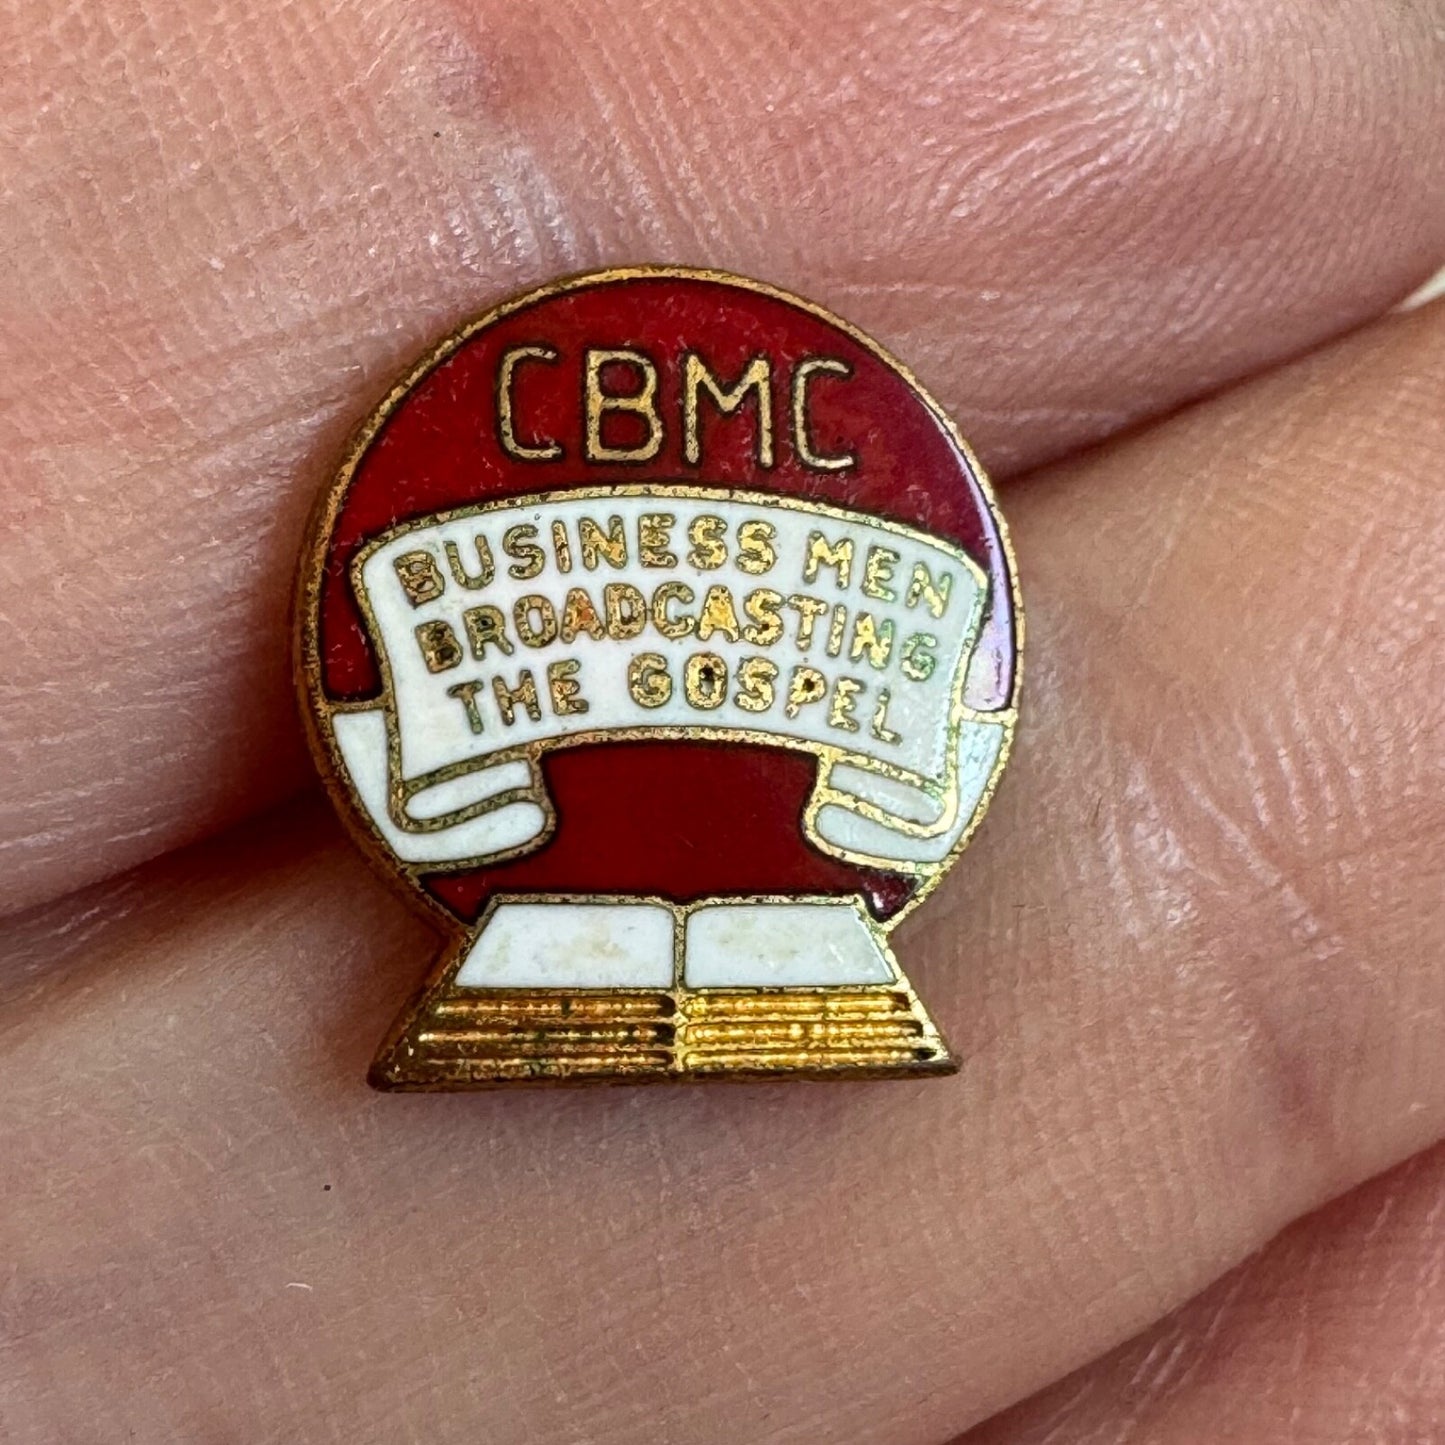 CBMC
BUSINESS MEN
BROADCASTING
THE GOSPEL